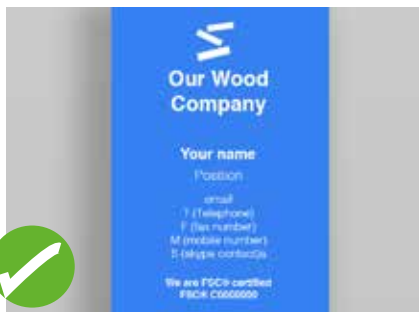 Our Wood
Company
Your name
Position
email
T (Telephone)
F (fax number)
M (mobile number)
S (skype contact)s
We are FSC® certified
FSC® C0000000